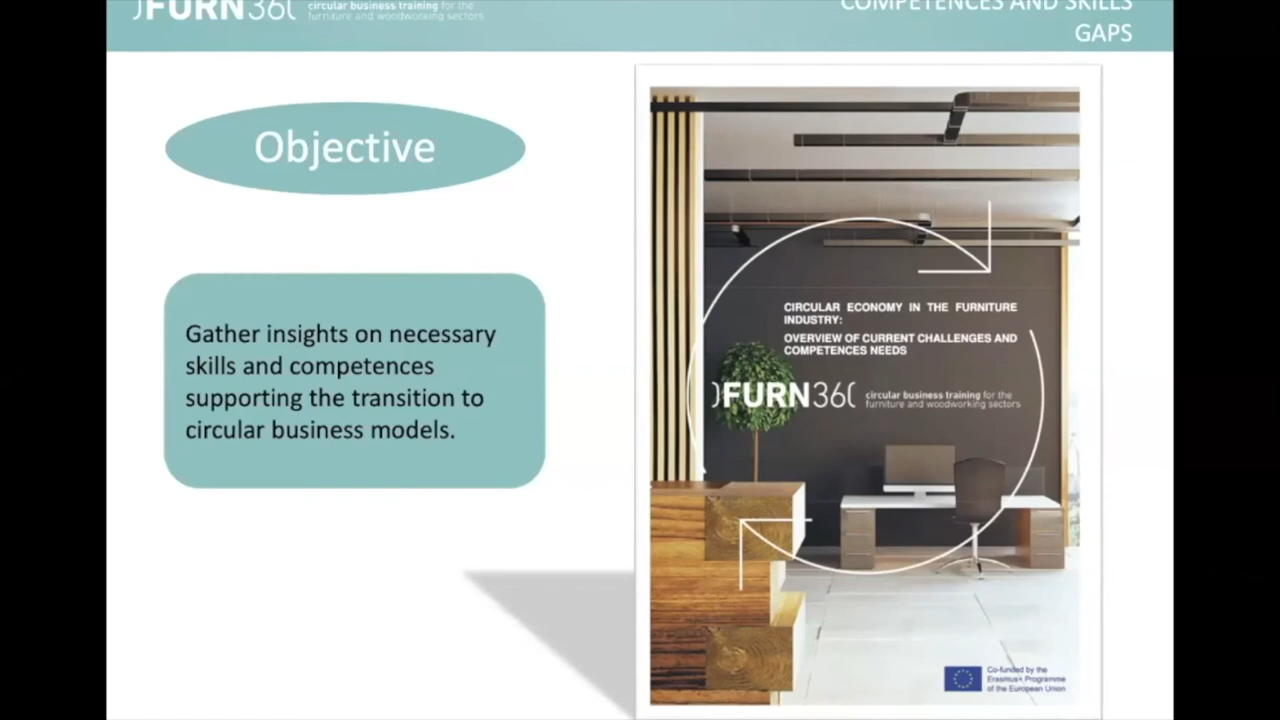 )FURN36(
circular business training for the
furniture and woodworking sectors
COMPETENCES AND SKILLS
GAPS
Objective
Gather insights on necessary
skills and competences
supporting the transition to
circular business models.
CIRCULAR ECONOMY IN THE FURNITURE
INDUSTRY:
OVERVIEW OF CURRENT CHALLENGES AND
COMPETENCES NEEDS
)FURN36(
circular business training for the
furniture and woodworking sectors
Co-funded by the
Erasmus+ Programme
of the European Union